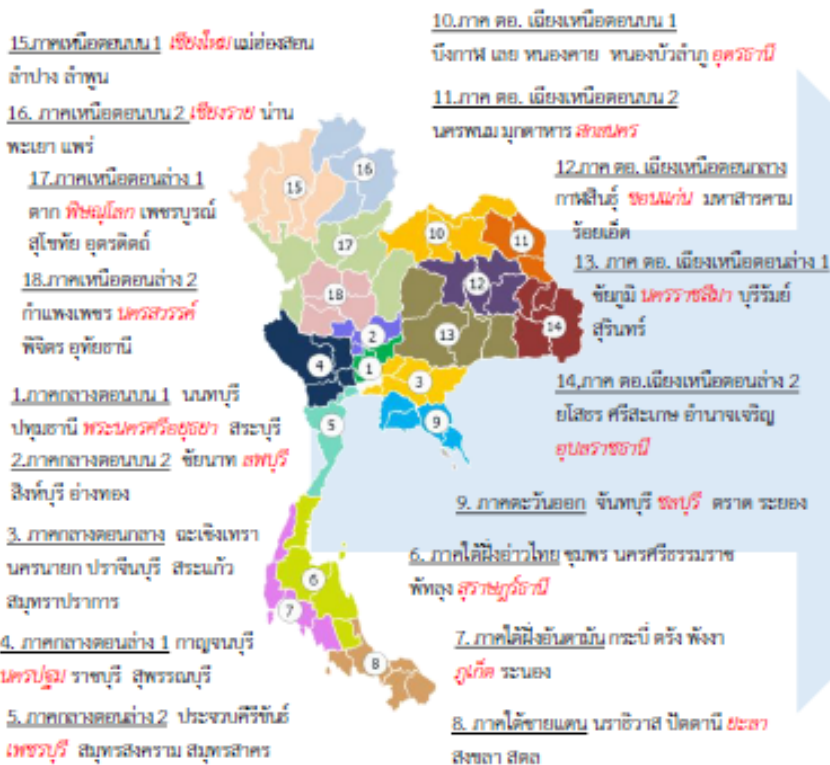 15.ภาคเหนือตอนบน 1 เชียงใหม่ แม่ฮ่องสอน
ลำปาง ลำพูน
16. ภาคเหนือตอนบน 2 เชียงราย น่าน
พะเยา แพร่
17.ภาคเหนือตอนล่าง 1
ตาก พิษณุโลก เพชรบูรณ์
สุโขทัย อุตรดิตถ์
18.ภาคเหนือตอนล่าง 2
กำแพงเพชร นครสวรรค์
พิจิตร อุทัยธานี
1.ภาคกลางตอนบน 1 นนทบุรี
ปทุมธานี พระนครศรีอยุธยา สระบุรี
2.ภาคกลางตอนบน 2 ชัยนาท ลพบุรี
สิงห์บุรี อ่างทอง
3. ภาคกลางตอนกลาง ฉะเชิงเทรา
นครนายก ปราจีนบุรี สระแก้ว
สมุทรปราการ
4. ภาคกลางตอนล่าง 1 กาญจนบุรี
นครปฐม ราชบุรี สุพรรณบุรี
5. ภาคกลางตอนล่าง 2 ประจวบคีรีขันธ์
เพชรบุรี สมุทรสงคราม สมุทรสาคร
10.ภาค ตอ. เฉียงเหนือตอนบน 1
บึงกาฬ เลย หนองคาย หนองบัวลำภู อุดรธานี
11.ภาค ตอ. เฉียงเหนือตอนบน 2
นครพนม มุกดาหาร สกลนคร
12.ภาค ตอ. เฉียงเหนือตอนกลาง
กาฬสินธุ์ ขอนแก่น มหาสารคาม
ร้อยเอ็ด
13. ภาค ตอ. เฉียงเหนือตอนล่าง 1
ชัยภูมิ นครราชสีมา บุรีรัมย์
สุรินทร์
14.ภาค ตอ.เฉียงเหนือตอนล่าง 2
ยโสธร ศรีสะเกษ อำนาจเจริญ
อุบลราชธานี
9. ภาคตะวันออก จันทบุรี ชลบุรี ตราด ระยอง
6. ภาคใต้ฝั่งอ่าวไทย ชุมพร นครศรีธรรมราช
พัทลุง สุราษฎร์ธานี
7. ภาคใต้ฝั่งอันดามัน กระบี่ ตรัง พังงา
ภูเก็ต ระนอง
8. ภาคใต้ชายแดน นราธิวาส ปัตตานี ยะลา
สงขลา สตูล
15
16
17
18
10
11
12
13
14
2
1
4
3
5
9
6
7
8